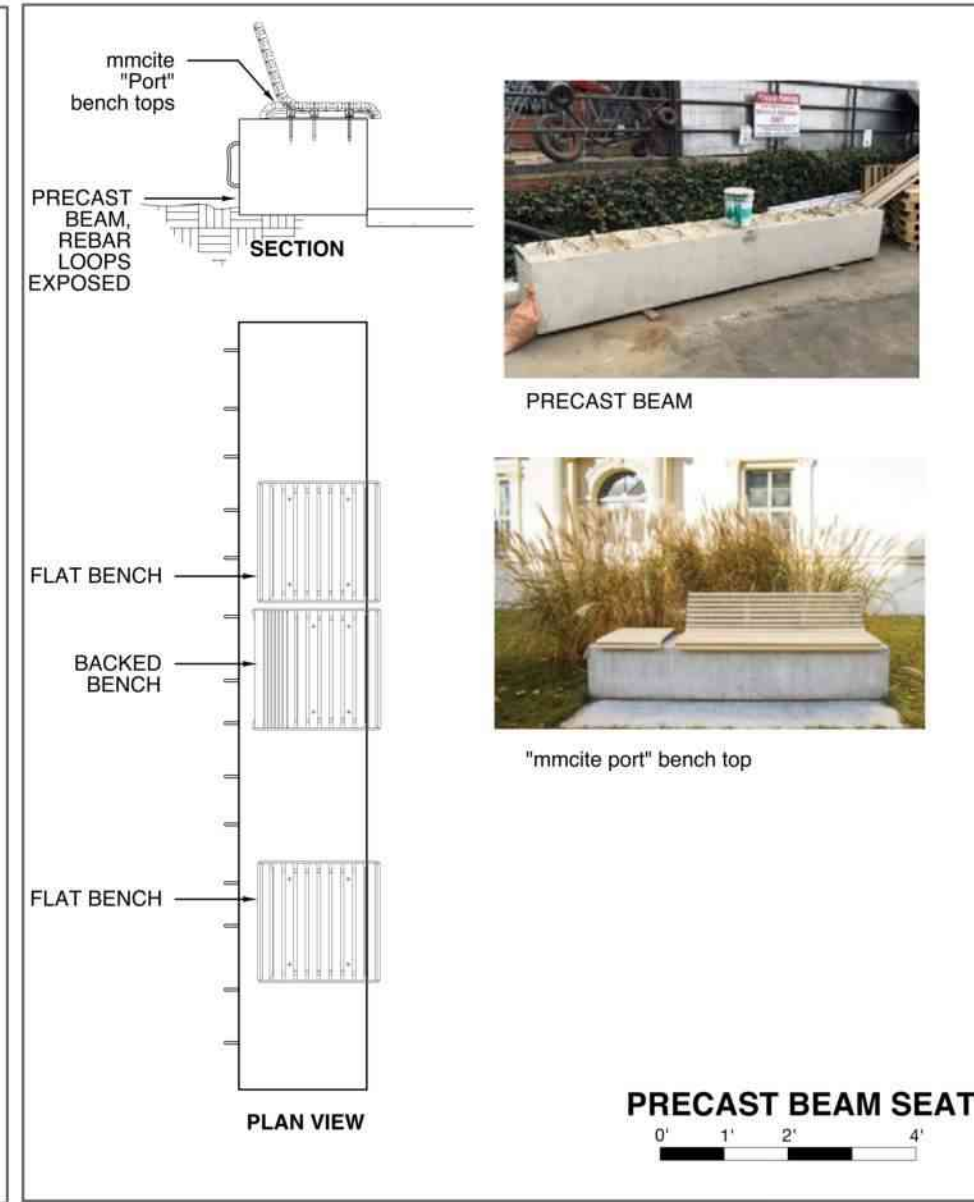 mmcite
"Port"
bench tops
PRECAST
BEAM,
REBAR
LOOPS
EXPOSED
SECTION
PRECAST BEAM
FLAT BENCH
BACKED
BENCH
"mmcite port" bench top
FLAT BENCH
PLAN VIEW
PRECAST BEAM SEAT
0' 1' 2' 4'